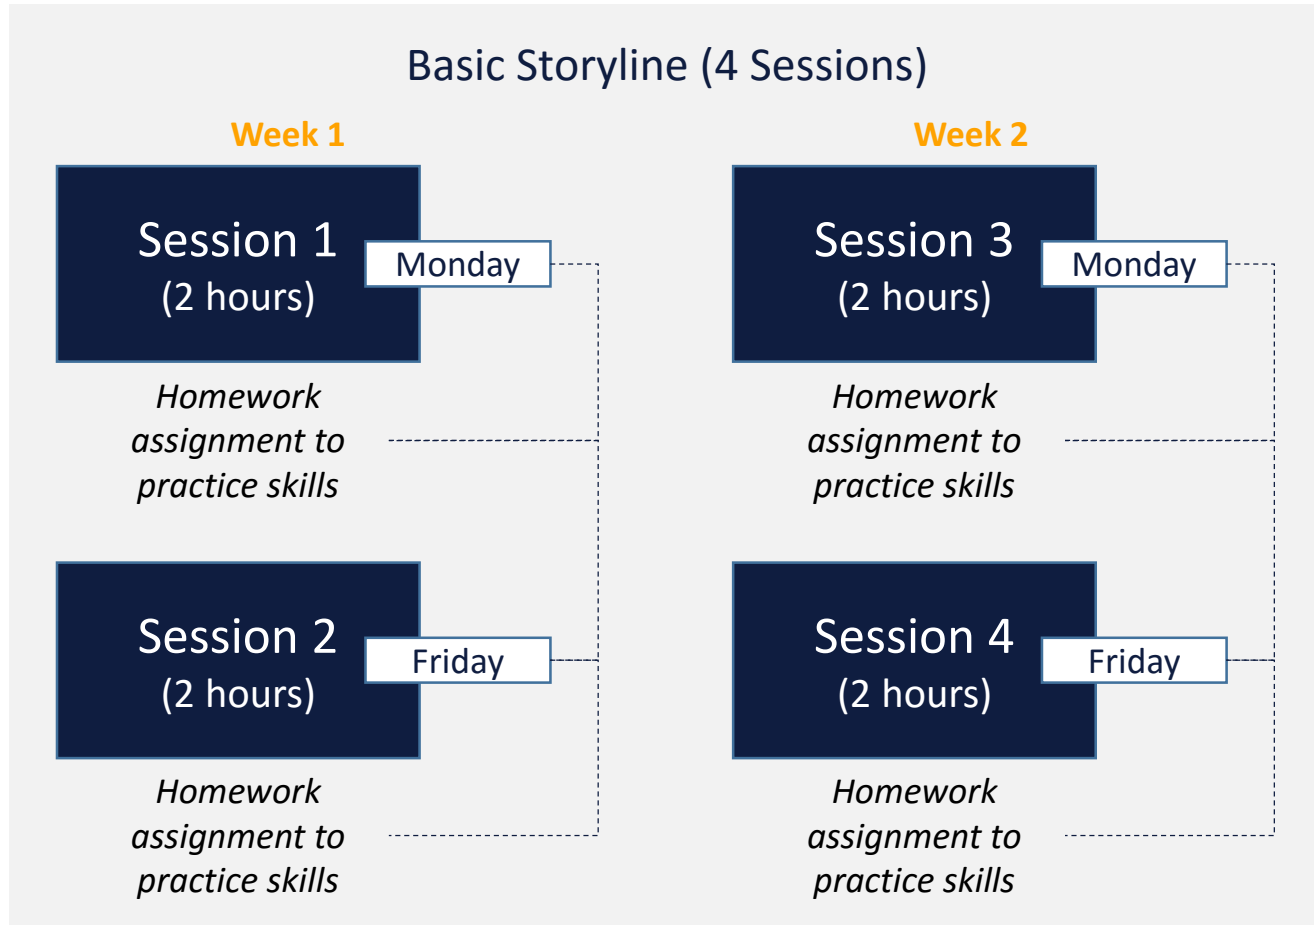 Basic Storyline (4 Sessions)
Week 1
Session 1
(2 hours)
Monday
Homework
assignment to
practice skills
Session 2
(2 hours)
Friday
Homework
assignment to
practice skills
Week 2
Session 3
(2 hours)
Monday
Homework
assignment to
practice skills
Session 4
(2 hours)
Friday
Homework
assignment to
practice skills